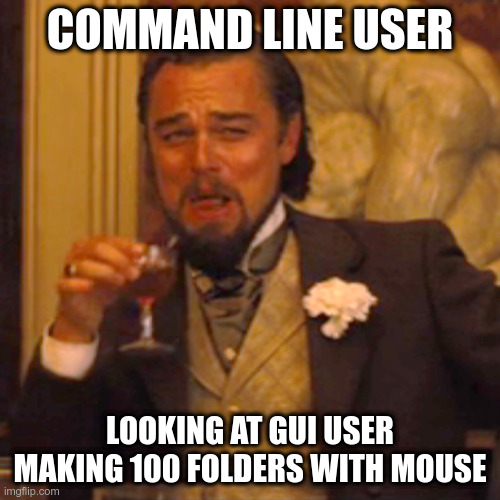 COMMAND LINE USER
LOOKING AT GUI USER
MAKING 100 FOLDERS WITH MOUSE
imgflip.com